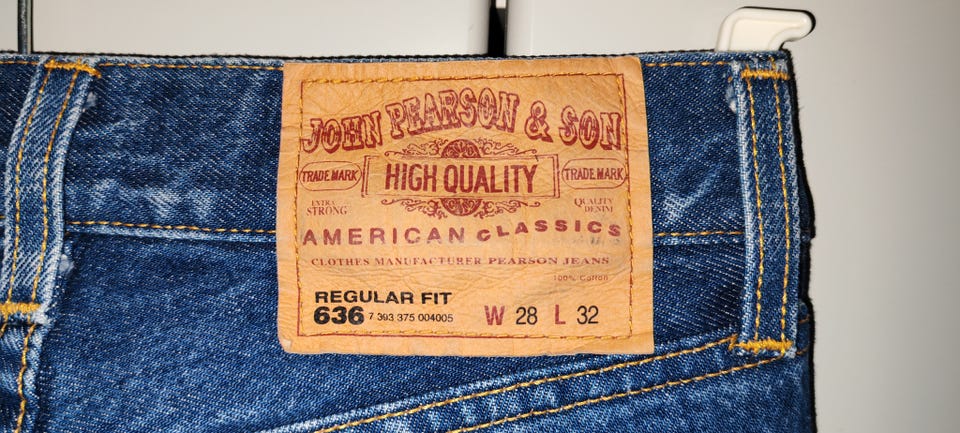 JOHN PEARSON & SON
TRADE MARK HIGH QUALITY TRADE MARK
EXTRA STRONG QUALITY DENIM
AMERICAN cLASSICS
CLOTHES MANUFACTURER PEARSON JEANS
100% Cotton
REGULAR FIT
636 7 393 375 004005 W 28 L 32